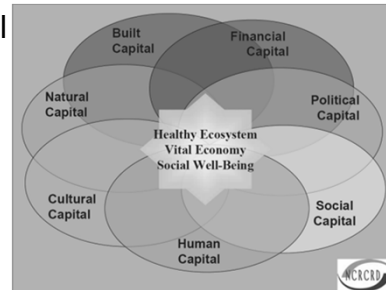 l
Built
Capital
Financial
Capital
Natural
Capital
Political
Capital
Healthy Ecosystem
Vital Economy
Social Well-Being
Cultural
Capital
Social
Capital
Human
Capital
NCRCRD